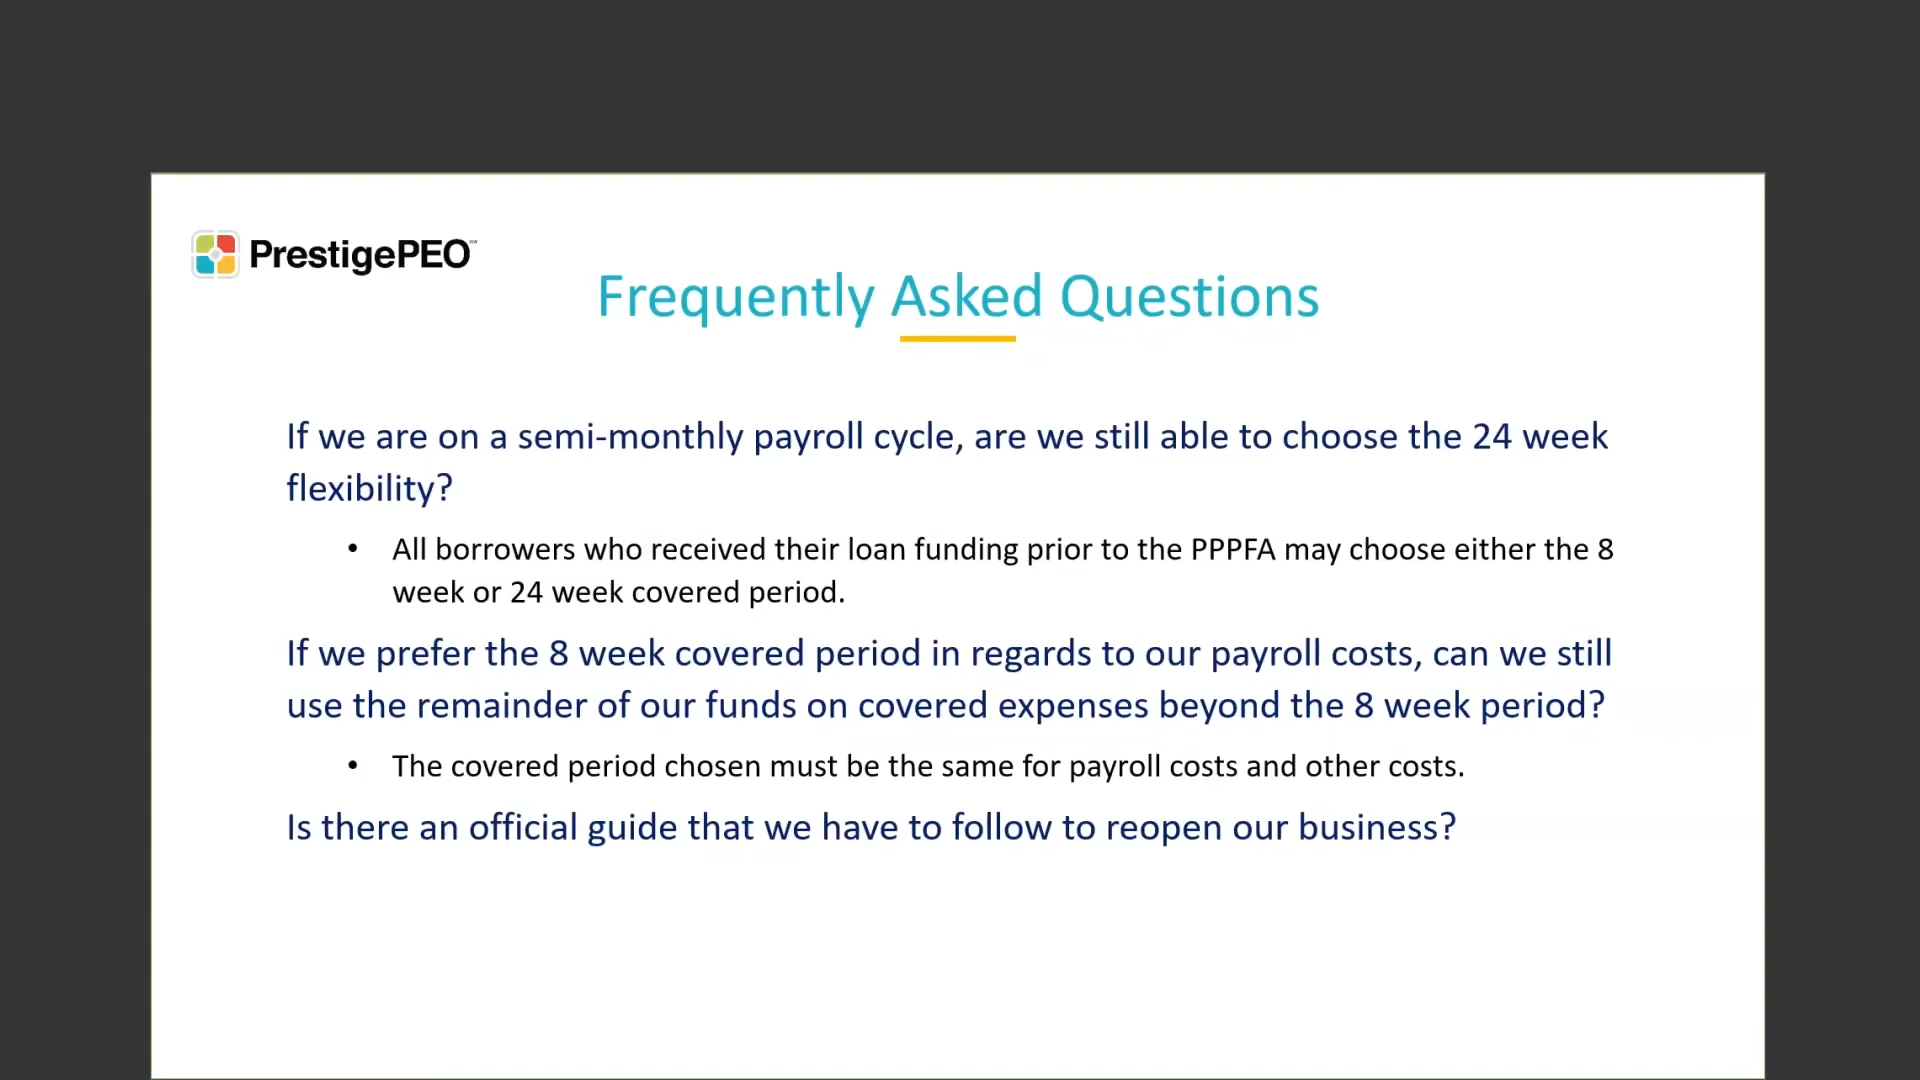 PrestigePEO™
Frequently Asked Questions
If we are on a semi-monthly payroll cycle, are we still able to choose the 24 week
flexibility?
• All borrowers who received their loan funding prior to the PPPFA may choose either the 8
week or 24 week covered period.
If we prefer the 8 week covered period in regards to our payroll costs, can we still
use the remainder of our funds on covered expenses beyond the 8 week period?
• The covered period chosen must be the same for payroll costs and other costs.
Is there an official guide that we have to follow to reopen our business?